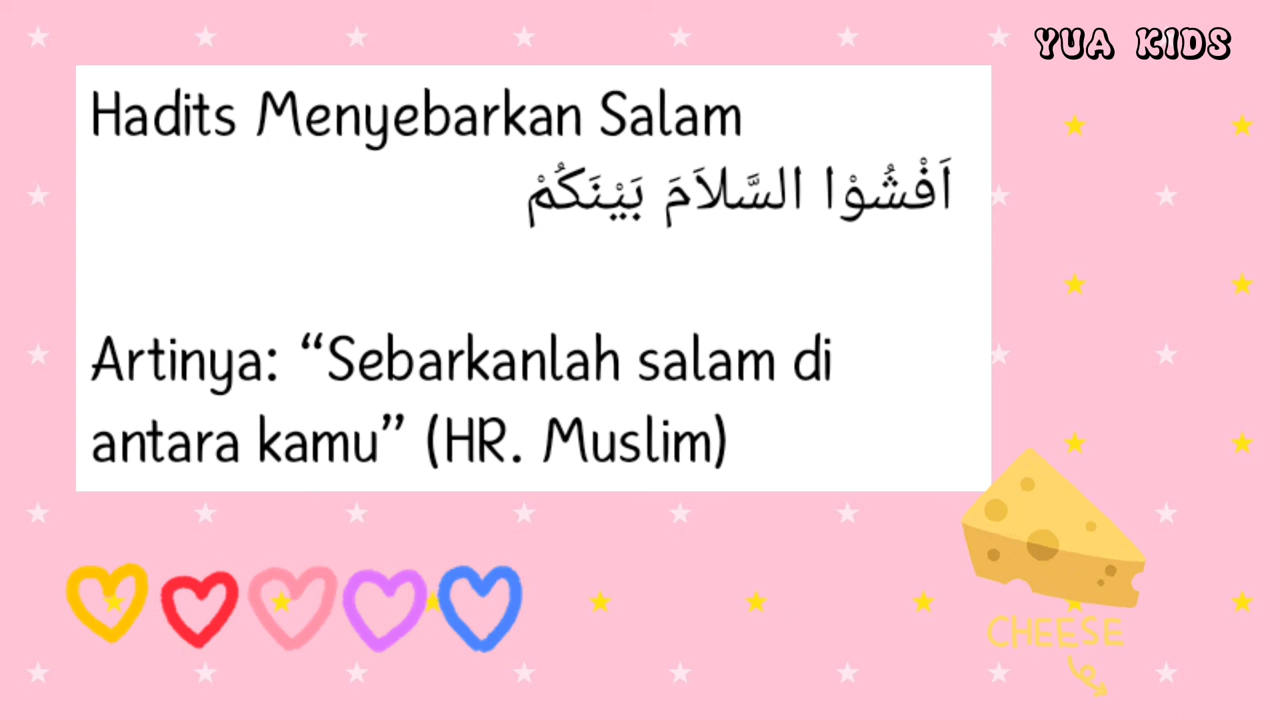 YUA KIDS
Hadits Menyebarkan Salam
اَفْشُوْا السَّلاَمَ بَيْنَكُمْ
Artinya: “Sebarkanlah salam di
antara kamu” (HR. Muslim)
CHEESE